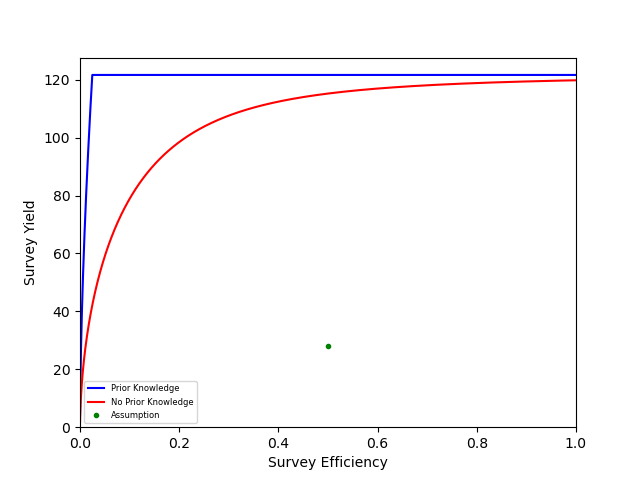 120
100
80
60
40
20
0
Survey Yield
Prior Knowledge
No Prior Knowledge
Assumption
0.0 0.2 0.4 0.6 0.8 1.0
Survey Efficiency